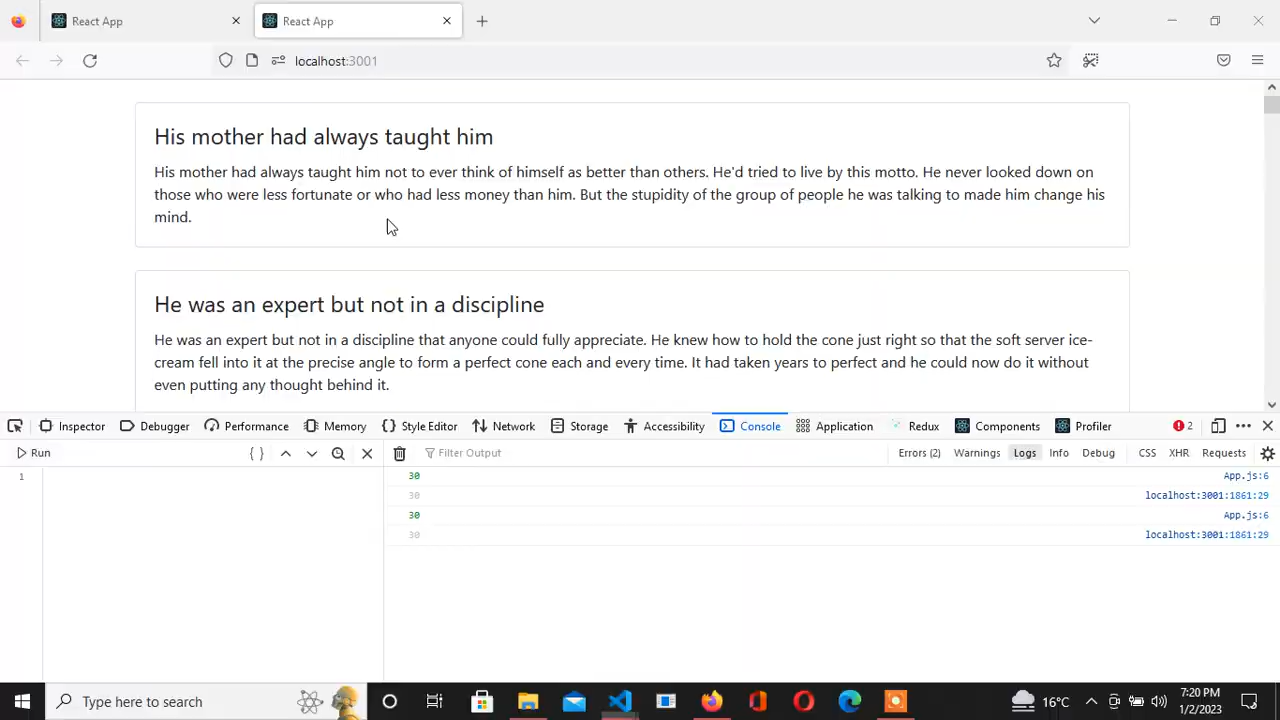 React App
React App
localhost:3001
His mother had always taught him
His mother had always taught him not to ever think of himself as better than others. He'd tried to live by this motto. He never looked down on
those who were less fortunate or who had less money than him. But the stupidity of the group of people he was talking to made him change his
mind.
He was an expert but not in a discipline
He was an expert but not in a discipline that anyone could fully appreciate. He knew how to hold the cone just right so that the soft server ice-
cream fell into it at the precise angle to form a perfect cone each and every time. It had taken years to perfect and he could now do it without
even putting any thought behind it.
Inspector Debugger Performance Memory Style Editor Network Storage Accessibility Console Application Redux Components Profiler 2
Run Filter Output Errors (2) Warnings Logs Info Debug CSS XHR Requests
1
30 App.js:6
30 localhost:3001:1861:29
30 App.js:6
30 localhost:3001:1861:29
Type here to search
16°C
7:20 PM
1/2/2023